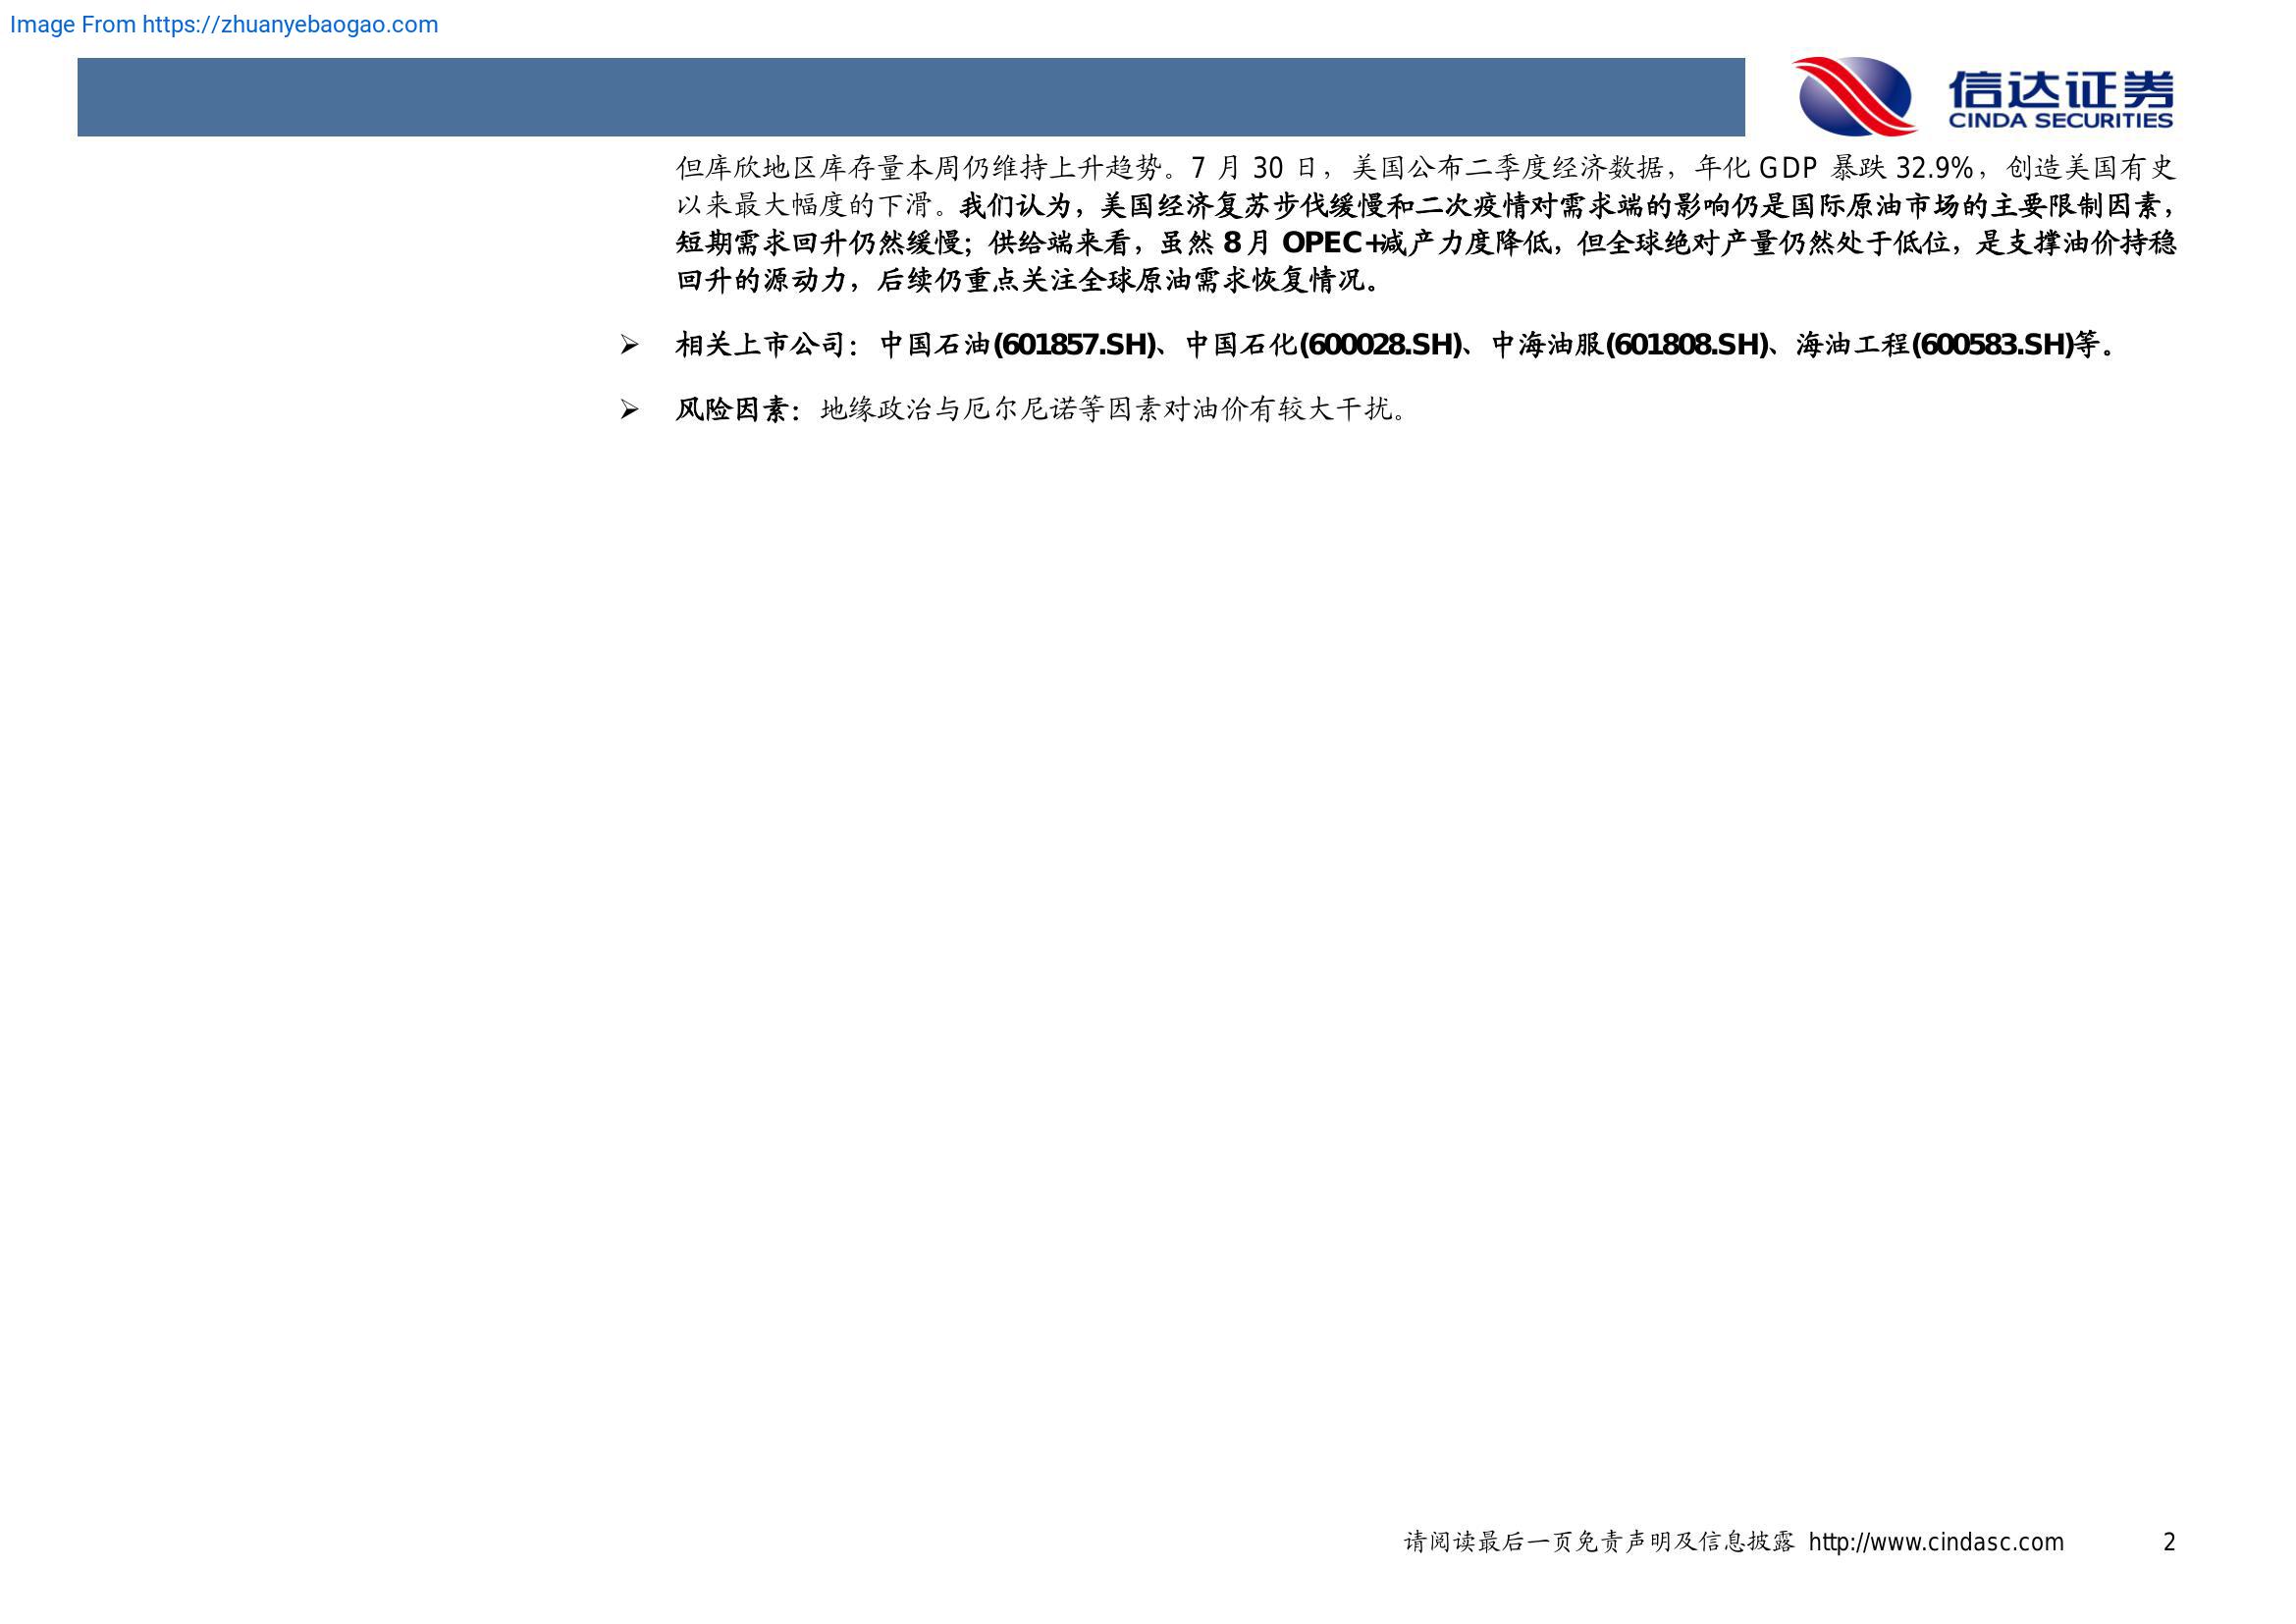 Image From https://zhuanyebaogao.com
信达证券
CINDA SECURITIES
但库欣地区库存量本周仍维持上升趋势。7 月 30 日，美国公布二季度经济数据，年化 GDP 暴跌 32.9%，创造美国有史
以来最大幅度的下滑。我们认为，美国经济复苏步伐缓慢和二次疫情对需求端的影响仍是国际原油市场的主要限制因素，
短期需求回升仍然缓慢；供给端来看，虽然 8 月 OPEC+减产力度降低，但全球绝对产量仍然处于低位，是支撑油价持稳
回升的源动力，后续仍重点关注全球原油需求恢复情况。
➢ 相关上市公司：中国石油(601857.SH)、中国石化(600028.SH)、中海油服(601808.SH)、海油工程(600583.SH)等。
➢ 风险因素：地缘政治与厄尔尼诺等因素对油价有较大干扰。
请阅读最后一页免责声明及信息披露 http://www.cindasc.com 2